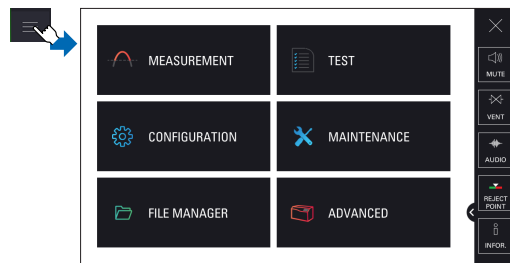 MEASUREMENT
TEST
CONFIGURATION
MAINTENANCE
FILE MANAGER
ADVANCED
MUTE
VENT
AUDIO
REJECT
POINT
INFOR.